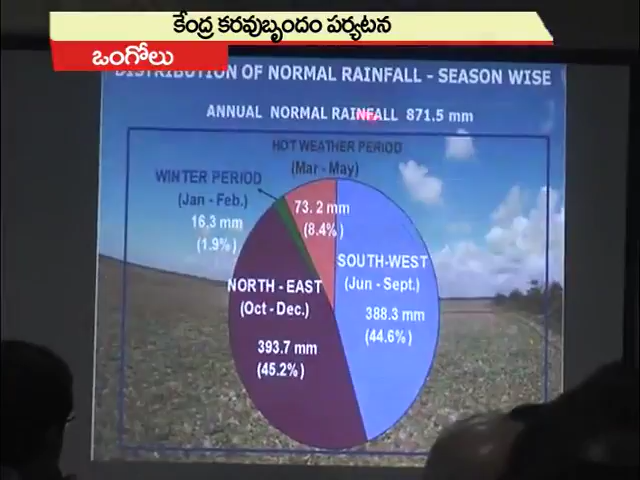 కేంద్ర కరవుబృందం పర్యటన
ఒంగోలు
DISTRIBUTION OF NORMAL RAINFALL - SEASON WISE
ANNUAL NORMAL RAINFALL 871.5 mm
HOT WEATHER PERIOD
(Mar - May)
73. 2 mm
(8.4%)
WINTER PERIOD
(Jan - Feb.)
16.3 mm
(1.9%)
SOUTH-WEST
(Jun - Sept.)
388.3 mm
(44.6%)
NORTH - EAST
(Oct - Dec.)
393.7 mm
(45.2%)